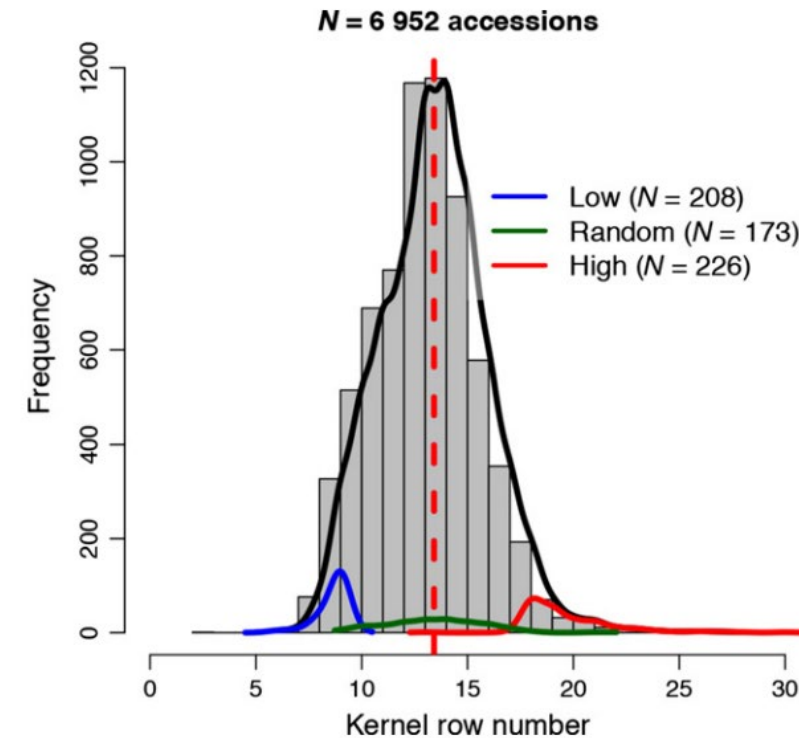 N = 6 952 accessions
1200
1000
800
600
400
200
0
Frequency
Low (N = 208)
Random (N = 173)
High (N = 226)
0 5 10 15 20 25 30
Kernel row number